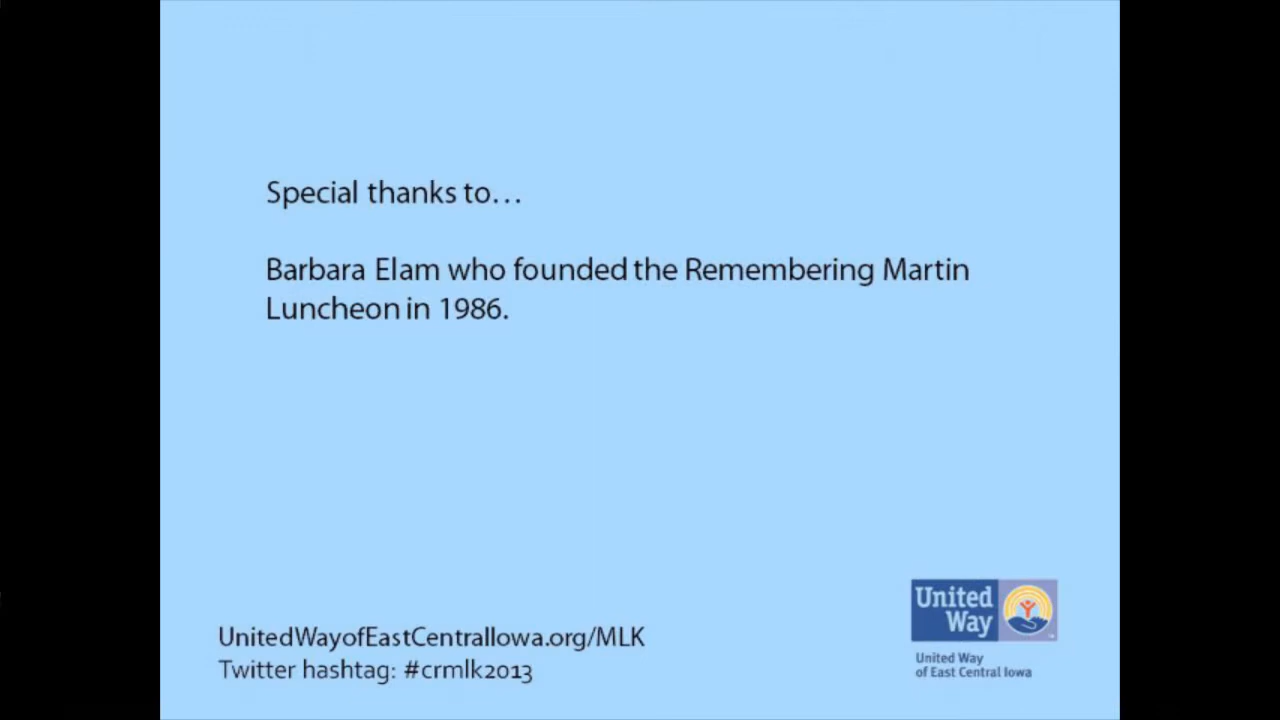 Special thanks to…
Barbara Elam who founded the Remembering Martin
Luncheon in 1986.
UnitedWayofEastCentralIowa.org/MLK
Twitter hashtag: #crmlk2013
United
Way
United Way
of East Central Iowa